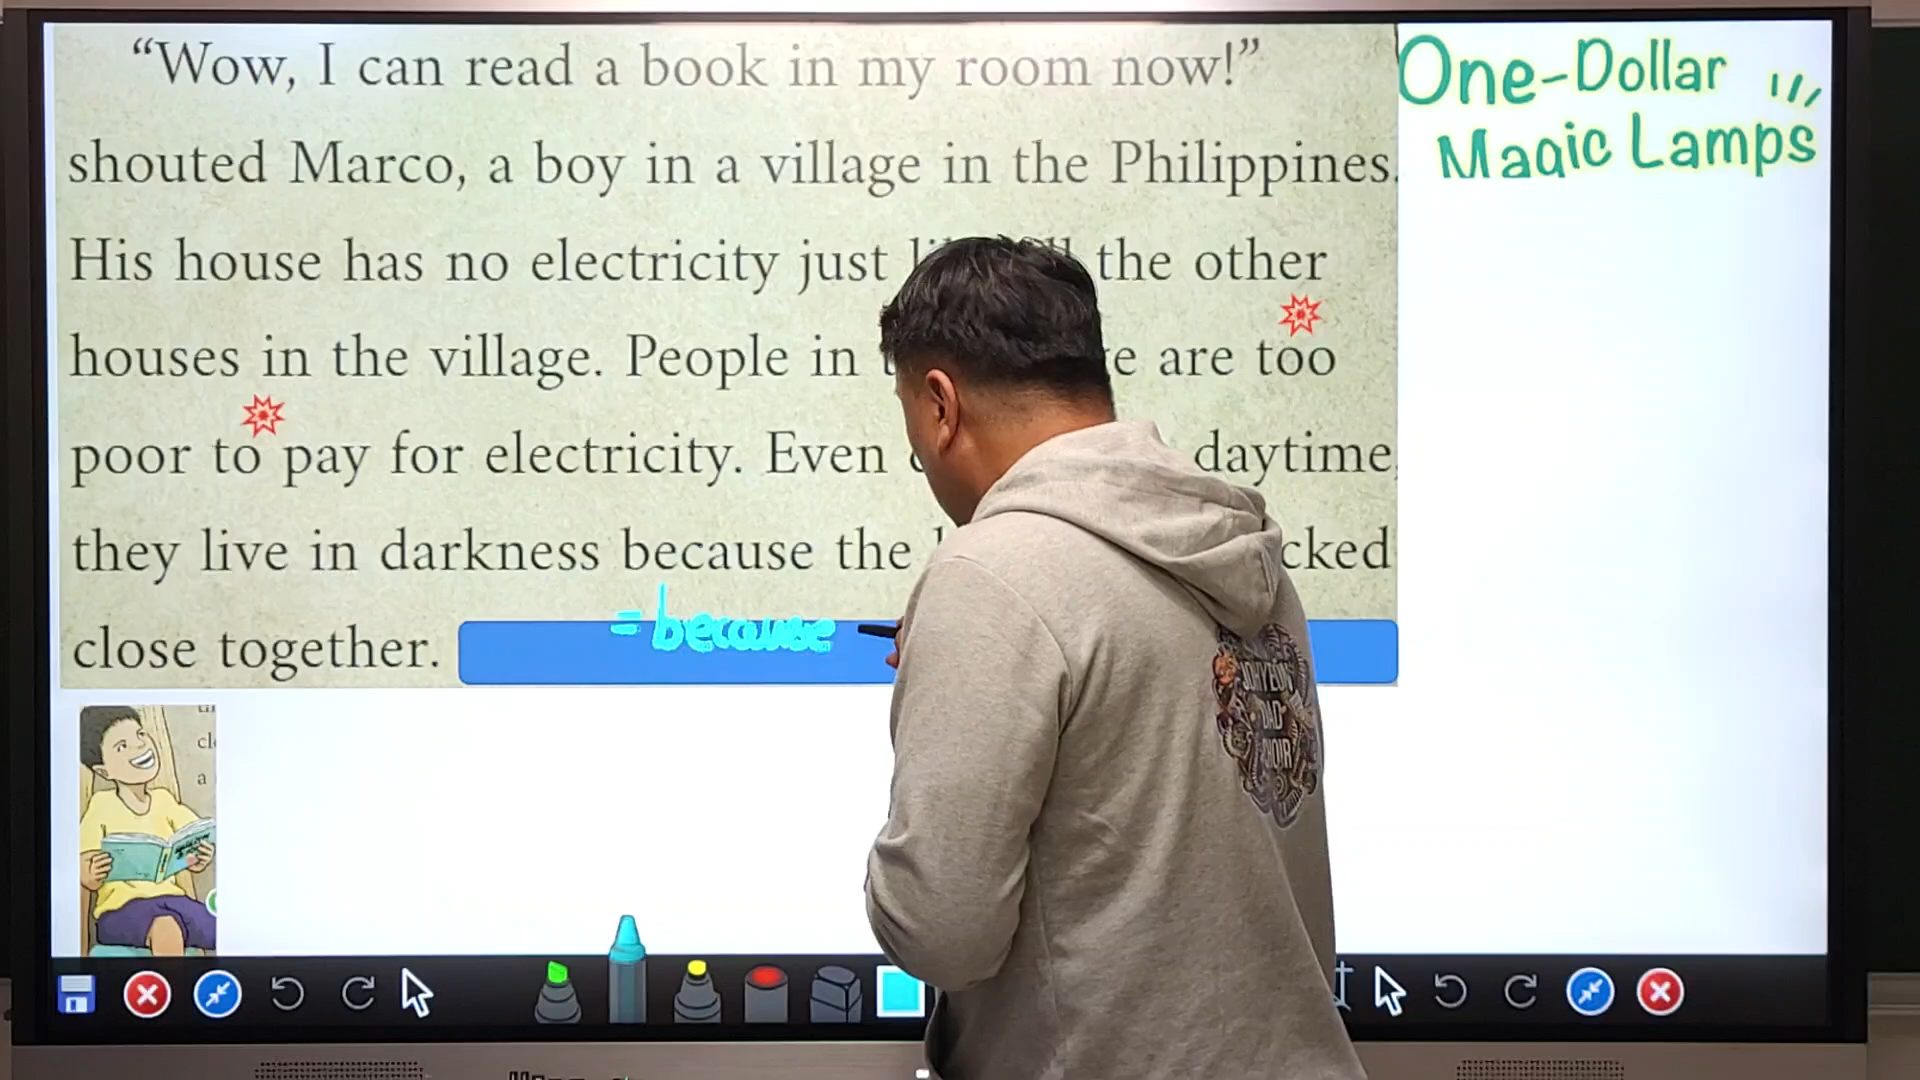 “Wow, I can read a book in my room now!”
shouted Marco, a boy in a village in the Philippines.
His house has no electricity just the other
houses in the village. People in are too
poor to pay for electricity. Even daytime,
they live in darkness because the cked
close together.
= because
One-Dollar
Magic Lamps
DAD
a